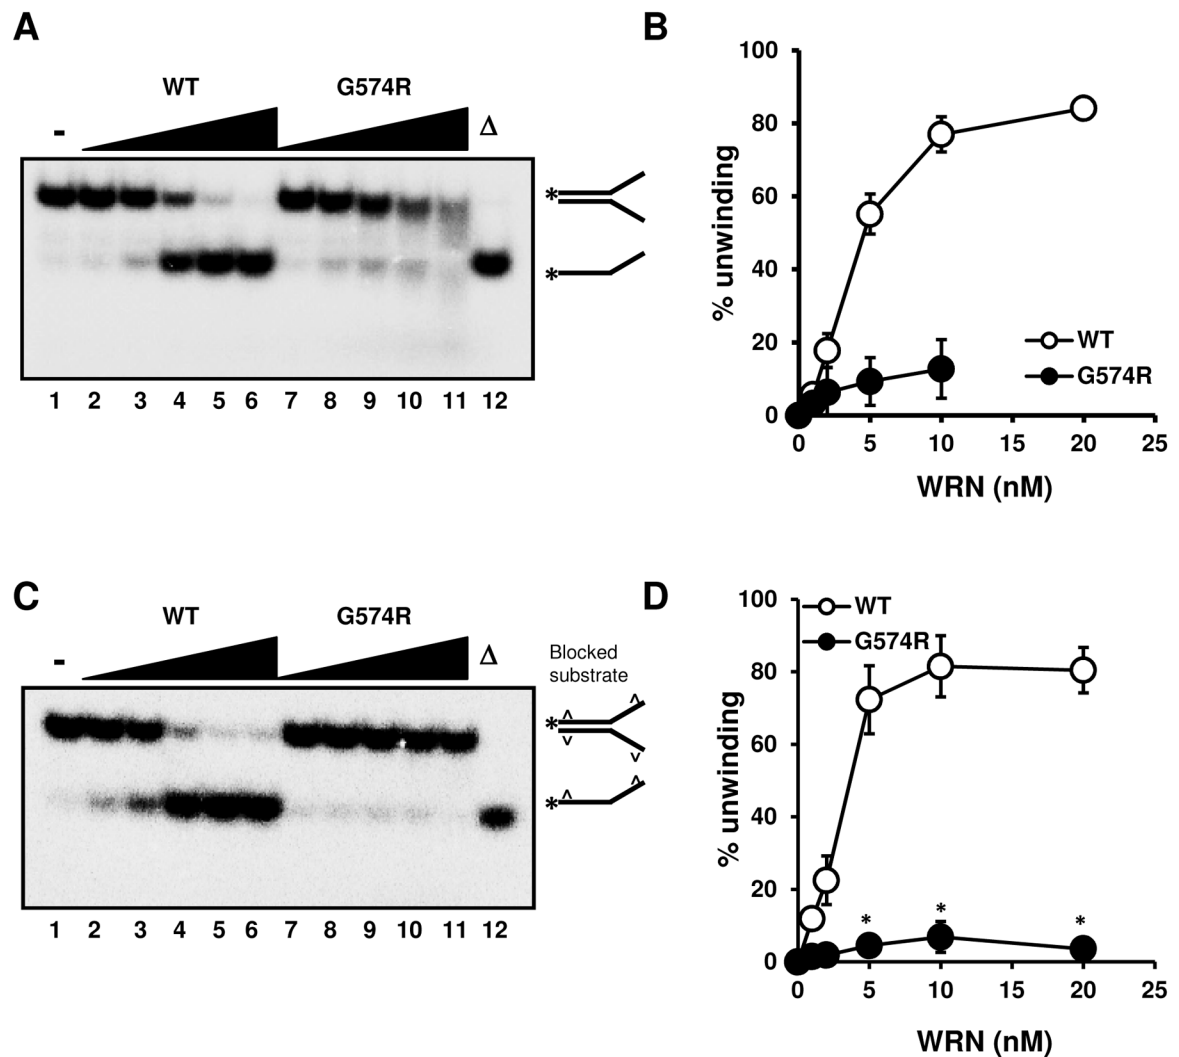 A
WT
G574R
-
Δ
*
*
1 2 3 4 5 6 7 8 9 10 11 12
B
100
80
60
40
20
0
% unwinding
WT
G574R
0 5 10 15 20 25
WRN (nM)
C
WT
G574R
-
Δ
Blocked
substrate
*
^ ^
v v
*
^ ^
1 2 3 4 5 6 7 8 9 10 11 12
D
100
80
60
40
20
0
% unwinding
WT
G574R
* * *
0 5 10 15 20 25
WRN (nM)